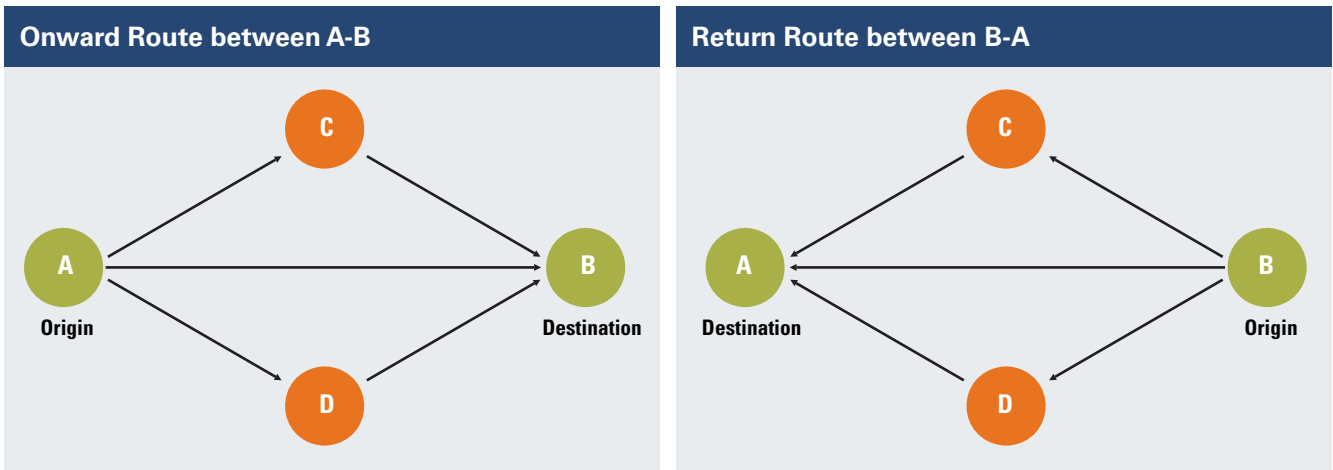 Onward Route between A-B
C
A
B
Origin
Destination
D
Return Route between B-A
C
A
B
Destination
Origin
D